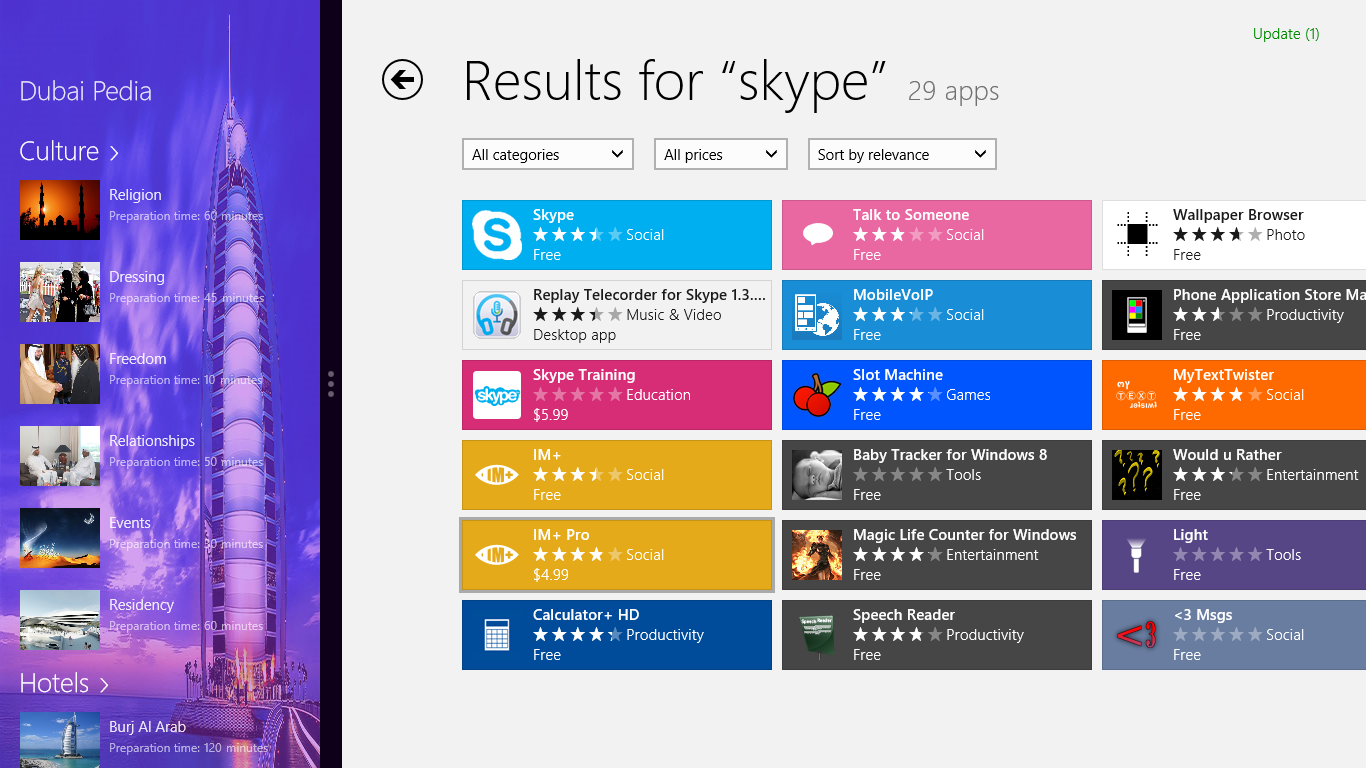 Dubai Pedia
Culture
Religion
Preparation time: 60 minutes
Dressing
Preparation time: 45 minutes
Freedom
Preparation time: 10 minutes
Relationships
Preparation time: 50 minutes
Events
Preparation time: 30 minutes
Residency
Preparation time: 60 minutes
Hotels
Burj Al Arab
Preparation time: 120 minutes
Update (1)
Results for “skype” 29 apps
All categories
All prices
Sort by relevance
S
Skype
Social
Free
Replay Telecorder for Skype 1.3....
Music & Video
Desktop app
skype
Skype Training
Education
$5.99
IM+
IM+
Social
Free
IM+
IM+ Pro
Social
$4.99
Calculator+ HD
Productivity
Free
Talk to Someone
Social
Free
MobileVoIP
Social
Free
Slot Machine
Games
Free
Baby Tracker for Windows 8
Tools
Free
Magic Life Counter for Windows
Entertainment
Free
Speech Reader
Speech Reader
Productivity
Free
Wallpaper Browser
Photo
Free
Phone Application Store Ma
Productivity
Free
MyTextTwister
Social
Free
????
Would u Rather
Entertainment
Free
Light
Tools
Free
<3
<3 Msgs
Social
Free